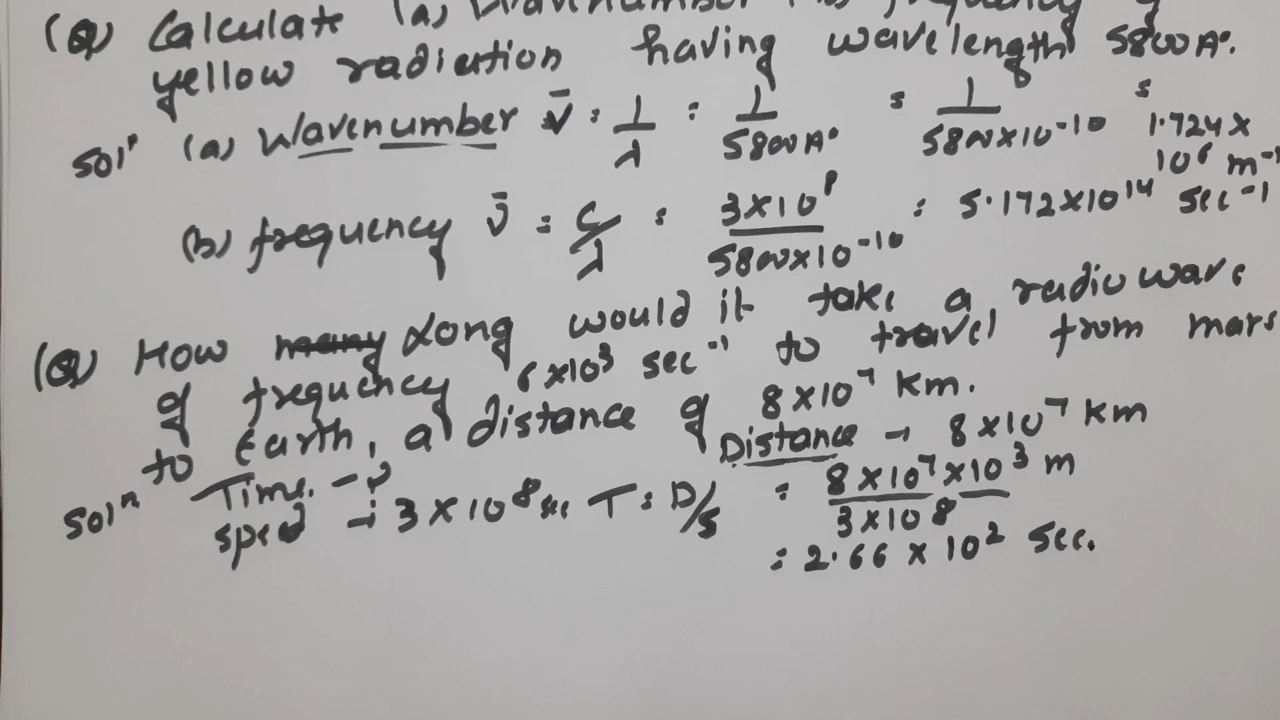 (Q) Calculate (a) Wavenumber (b) frequency of
yellow radiation having wavelength 5800 A°.
Solⁿ (a) Wavenumber ν̄ = 1/λ = 1/5800A° = 1/5800×10⁻¹⁰ = 1.724×10⁶ m⁻¹
(b) frequency ν̄ = C/λ = 3×10⁸/5800×10⁻¹⁰ = 5.172×10¹⁴ sec⁻¹
(Q) How many Long would it take a radio wave
of frequency 6×10³ sec⁻¹ to travel from mars
to Earth, a distance of 8×10⁷ Km.
Solⁿ Time - ? Distance → 8×10⁷ Km
speed → 3×10⁸ sec T = D/s = 8×10⁷×10³ m/3×10⁸
= 2.66 × 10² Sec.